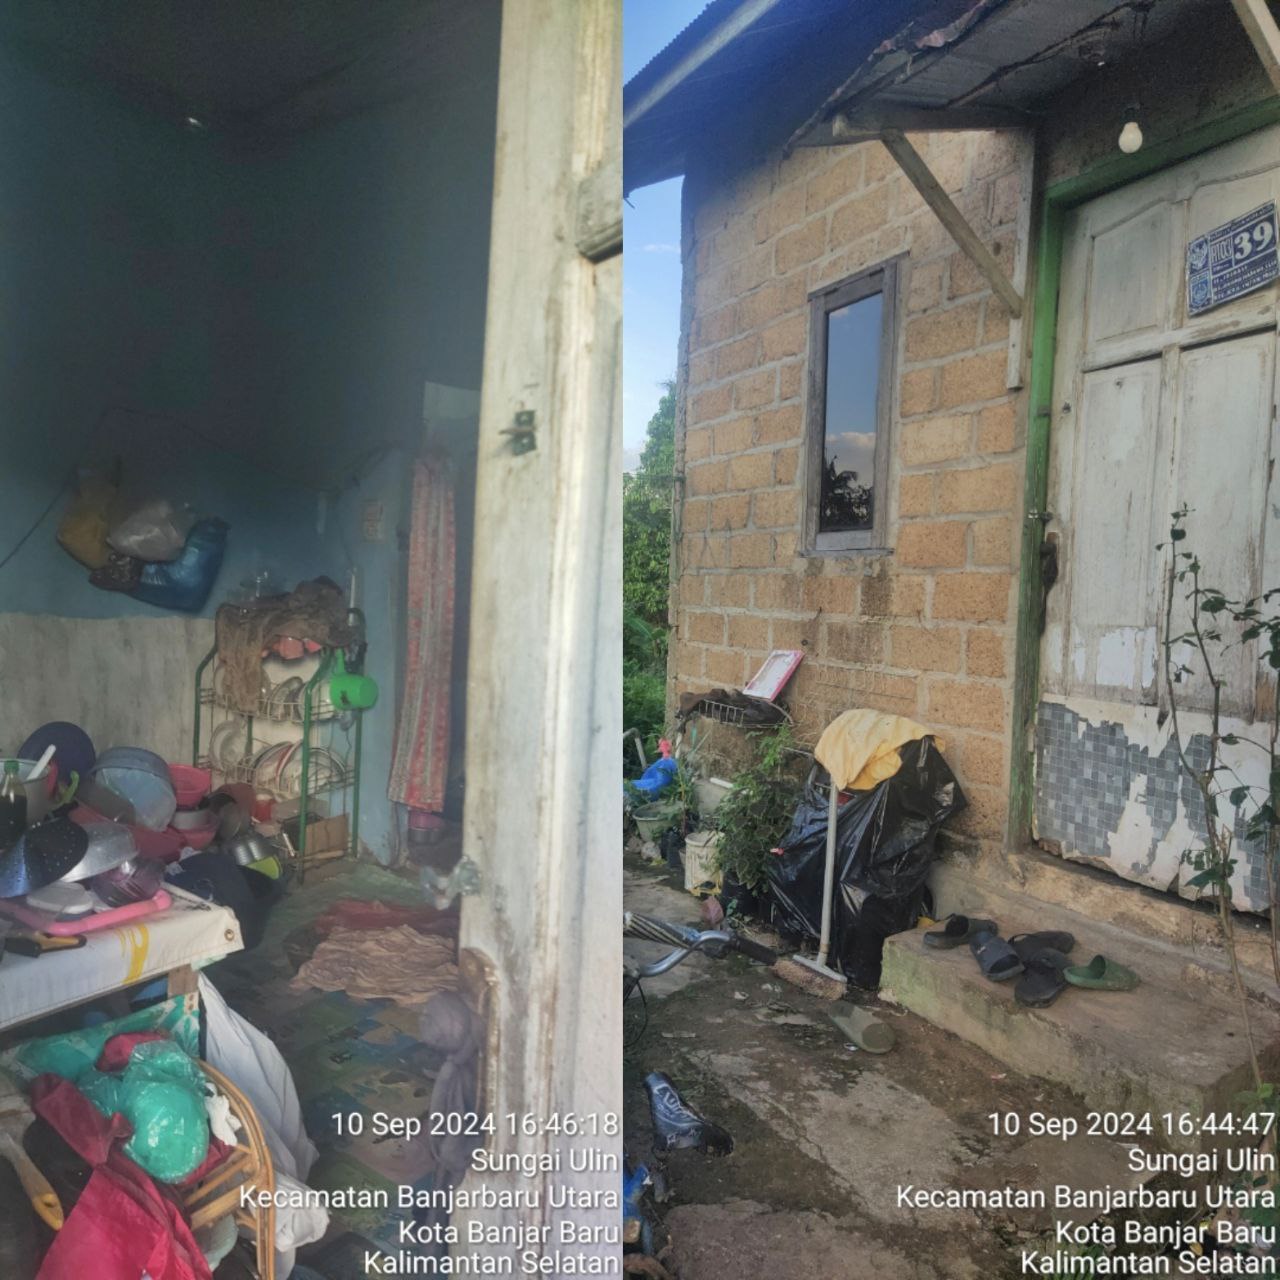 39
10 Sep 2024 16:46:18
Sungai Ulin
Kecamatan Banjarbaru Utara
Kota Banjar Baru
Kalimantan Selatan
10 Sep 2024 16:44:47
Sungai Ulin
Kecamatan Banjarbaru Utara
Kota Banjar Baru
Kalimantan Selatan